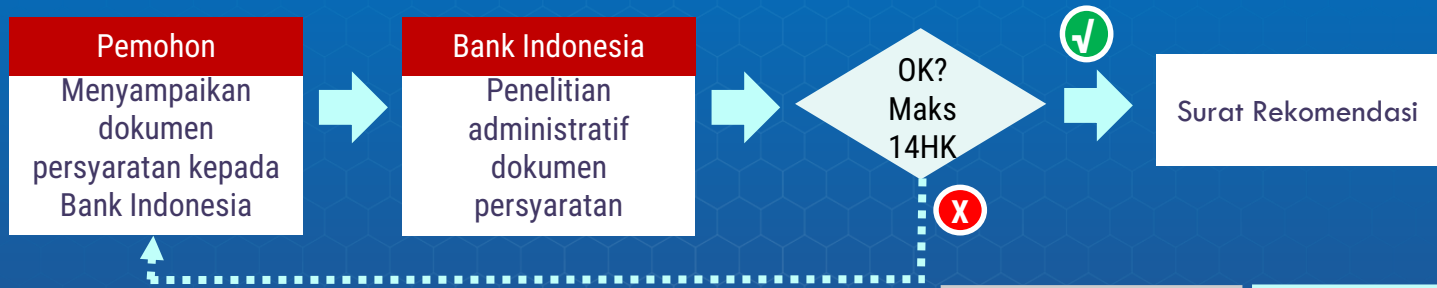 Pemohon
Menyampaikan
dokumen
persyaratan kepada
Bank Indonesia
Bank Indonesia
Penelitian
administratif
dokumen
persyaratan
OK?
Maks
14HK
√
X
Surat Rekomendasi